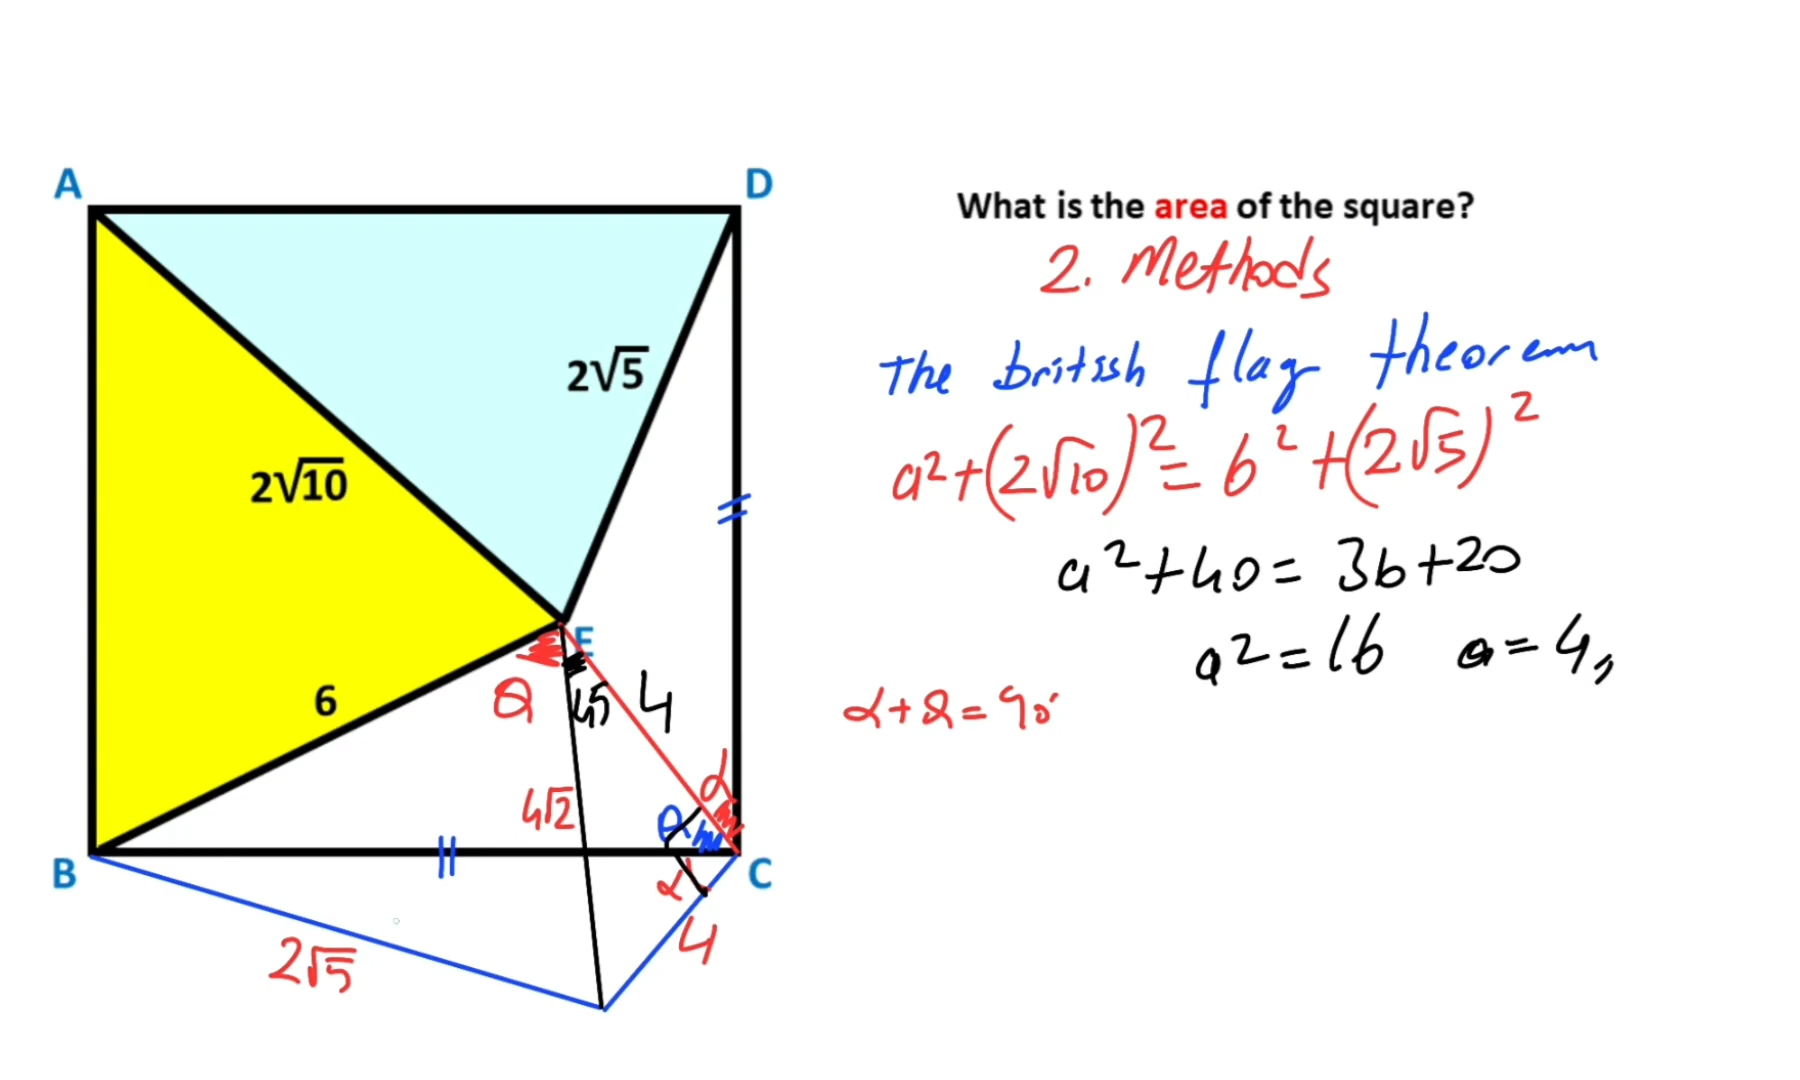 A
D
What is the area of the square?
2. Methods
The british flag theorem
2√5
a²+(2√10)²=6²+(2√5)²
2√10
a²+40=36+20
E
a²=16 a=4,
6
θ
45
4
α+θ=90°
α
4√2
θ
B
C
α
2√5
4